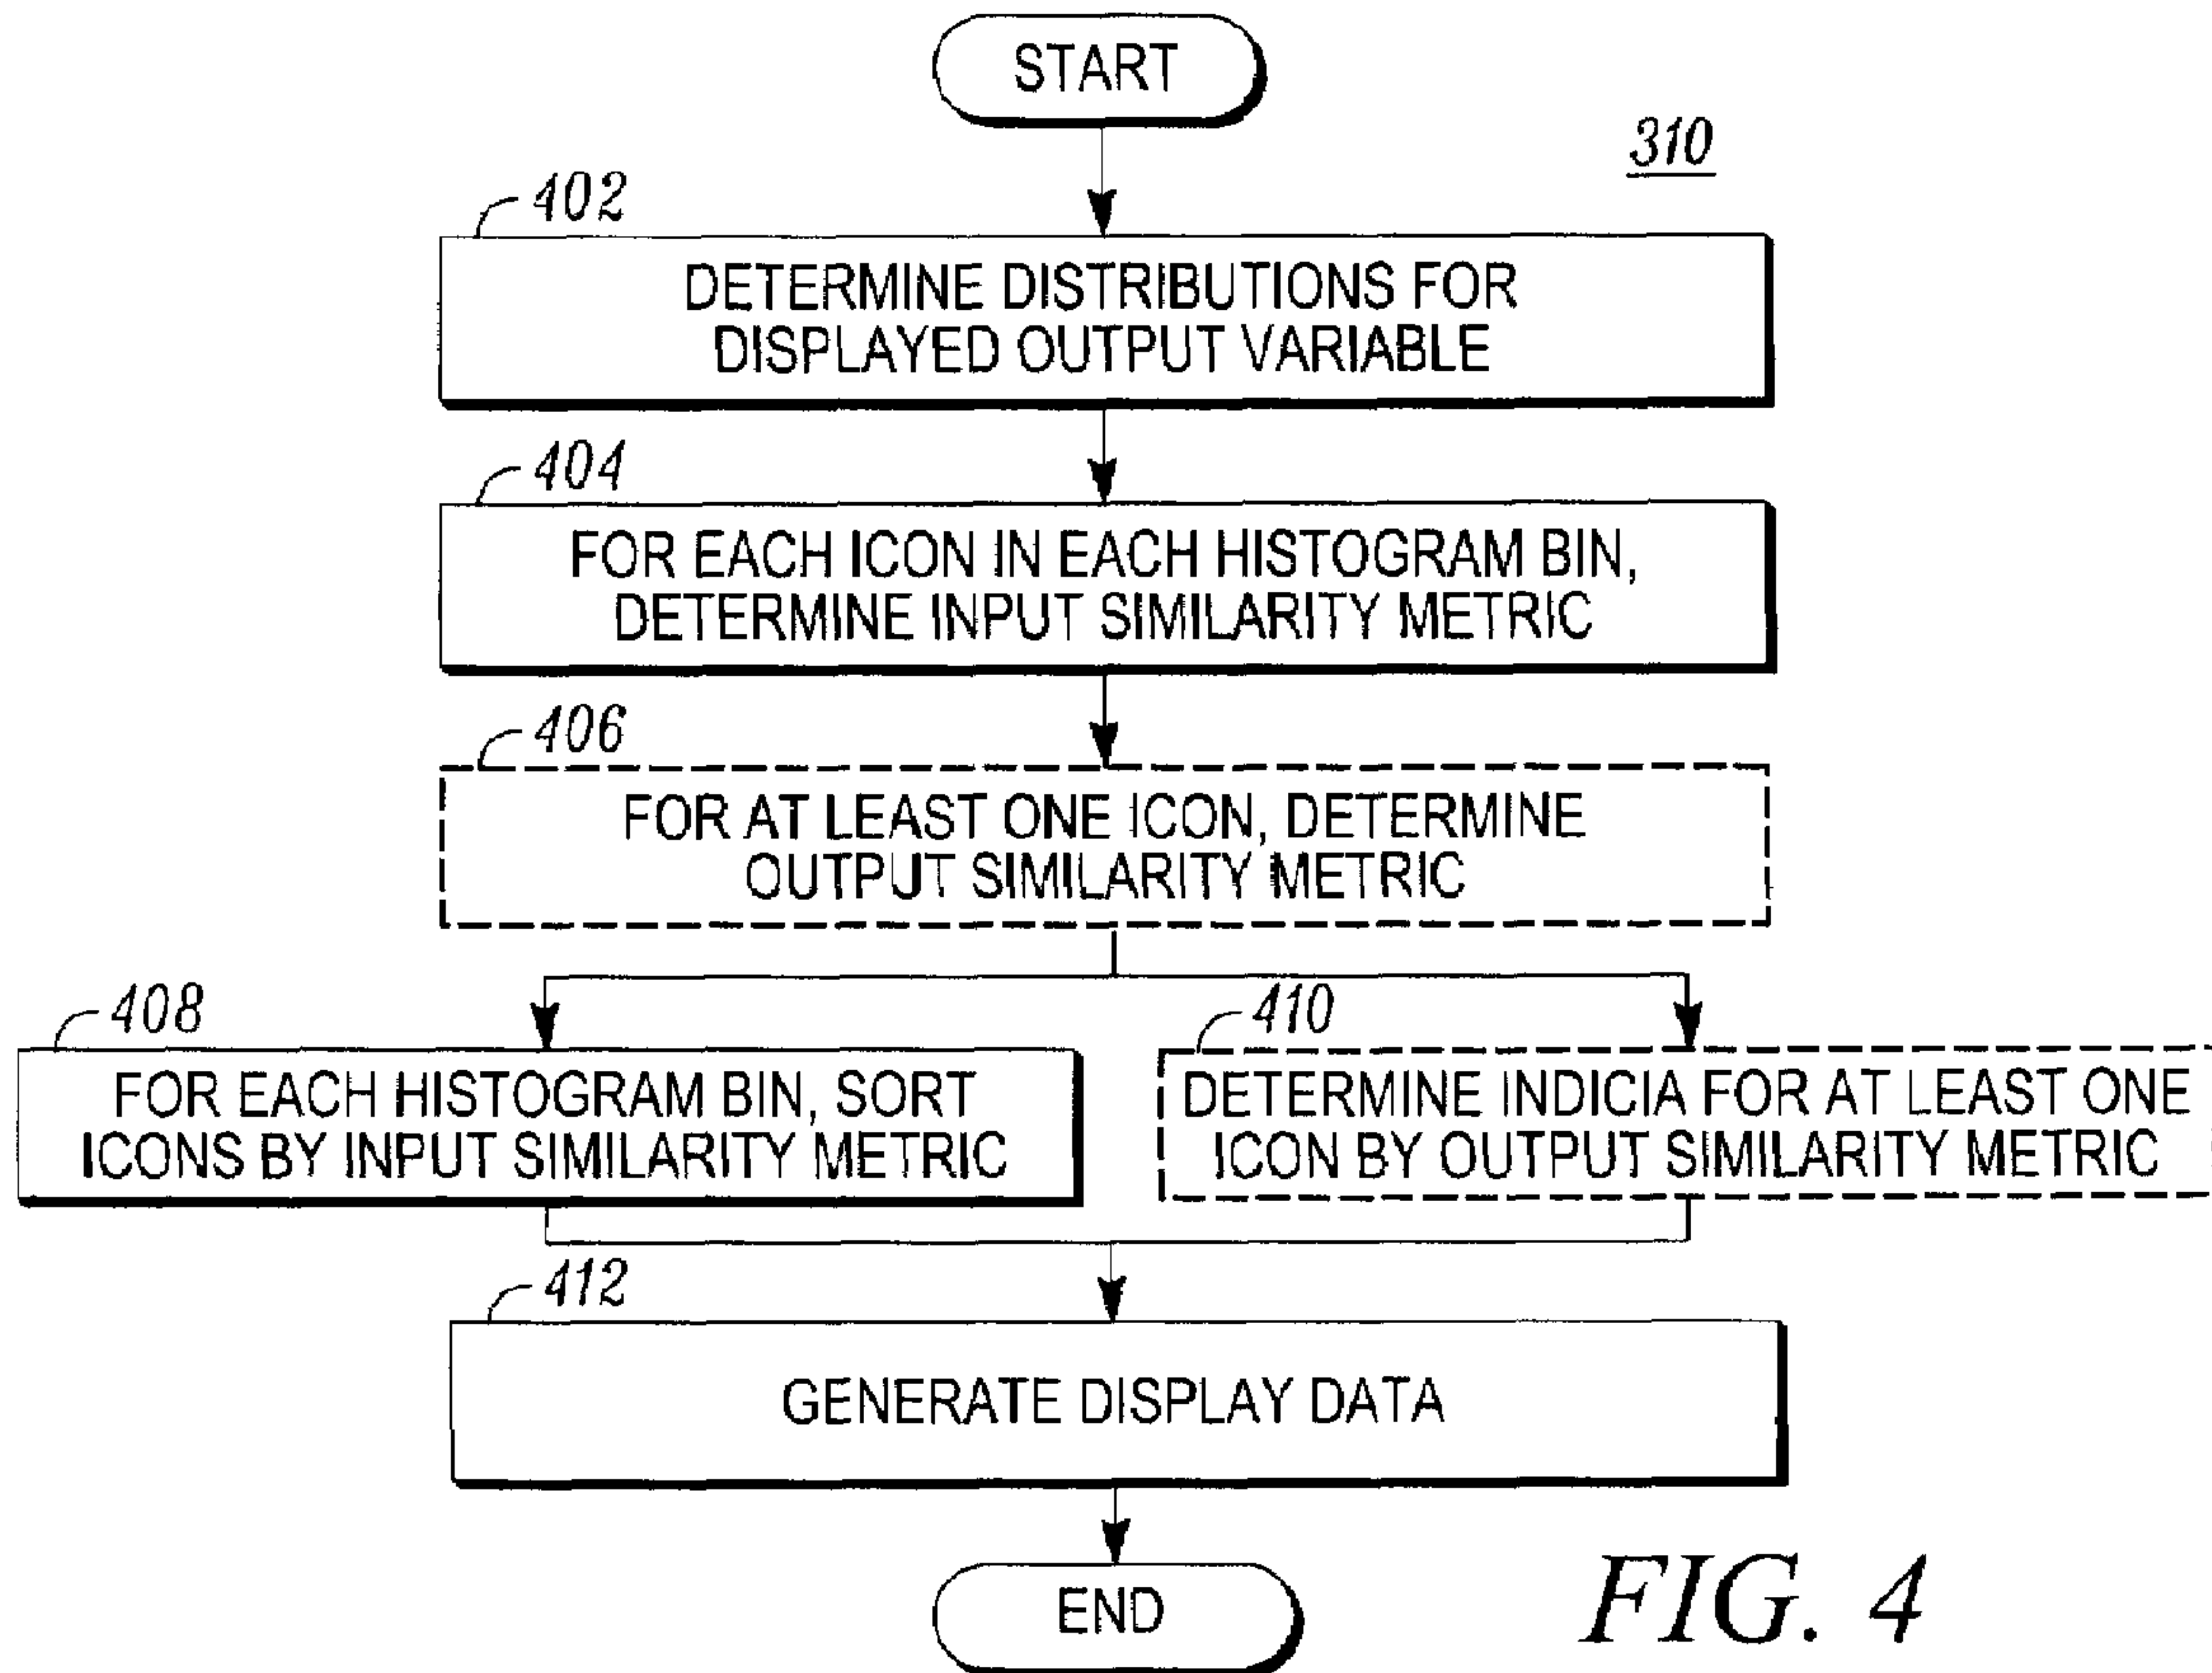 START
310
402
DETERMINE DISTRIBUTIONS FOR
DISPLAYED OUTPUT VARIABLE
404
FOR EACH ICON IN EACH HISTOGRAM BIN,
DETERMINE INPUT SIMILARITY METRIC
406
FOR AT LEAST ONE ICON, DETERMINE
OUTPUT SIMILARITY METRIC
408
FOR EACH HISTOGRAM BIN, SORT
ICONS BY INPUT SIMILARITY METRIC
410
DETERMINE INDICIA FOR AT LEAST ONE
ICON BY OUTPUT SIMILARITY METRIC
412
GENERATE DISPLAY DATA
END
FIG. 4